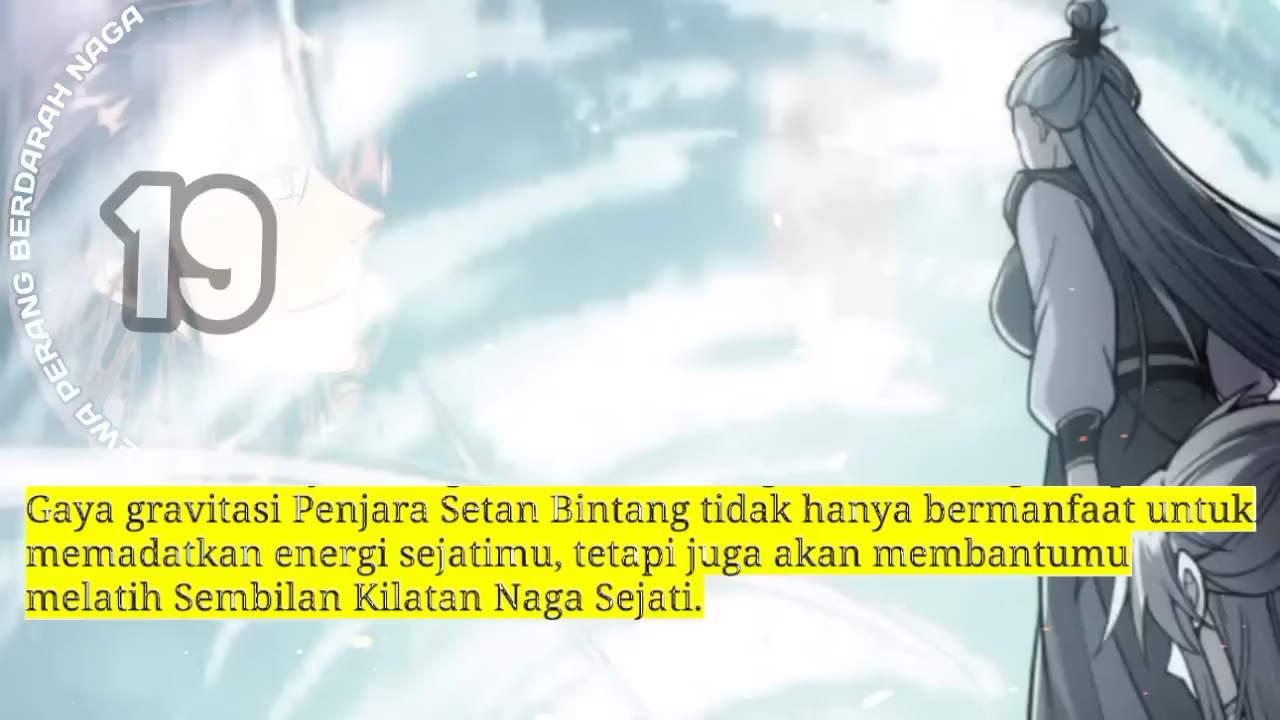 EWA PERANG BERDARAH NAGA
19
Gaya gravitasi Penjara Setan Bintang tidak hanya bermanfaat untuk
memadatkan energi sejatimu, tetapi juga akan membantumu
melatih Sembilan Kilatan Naga Sejati.